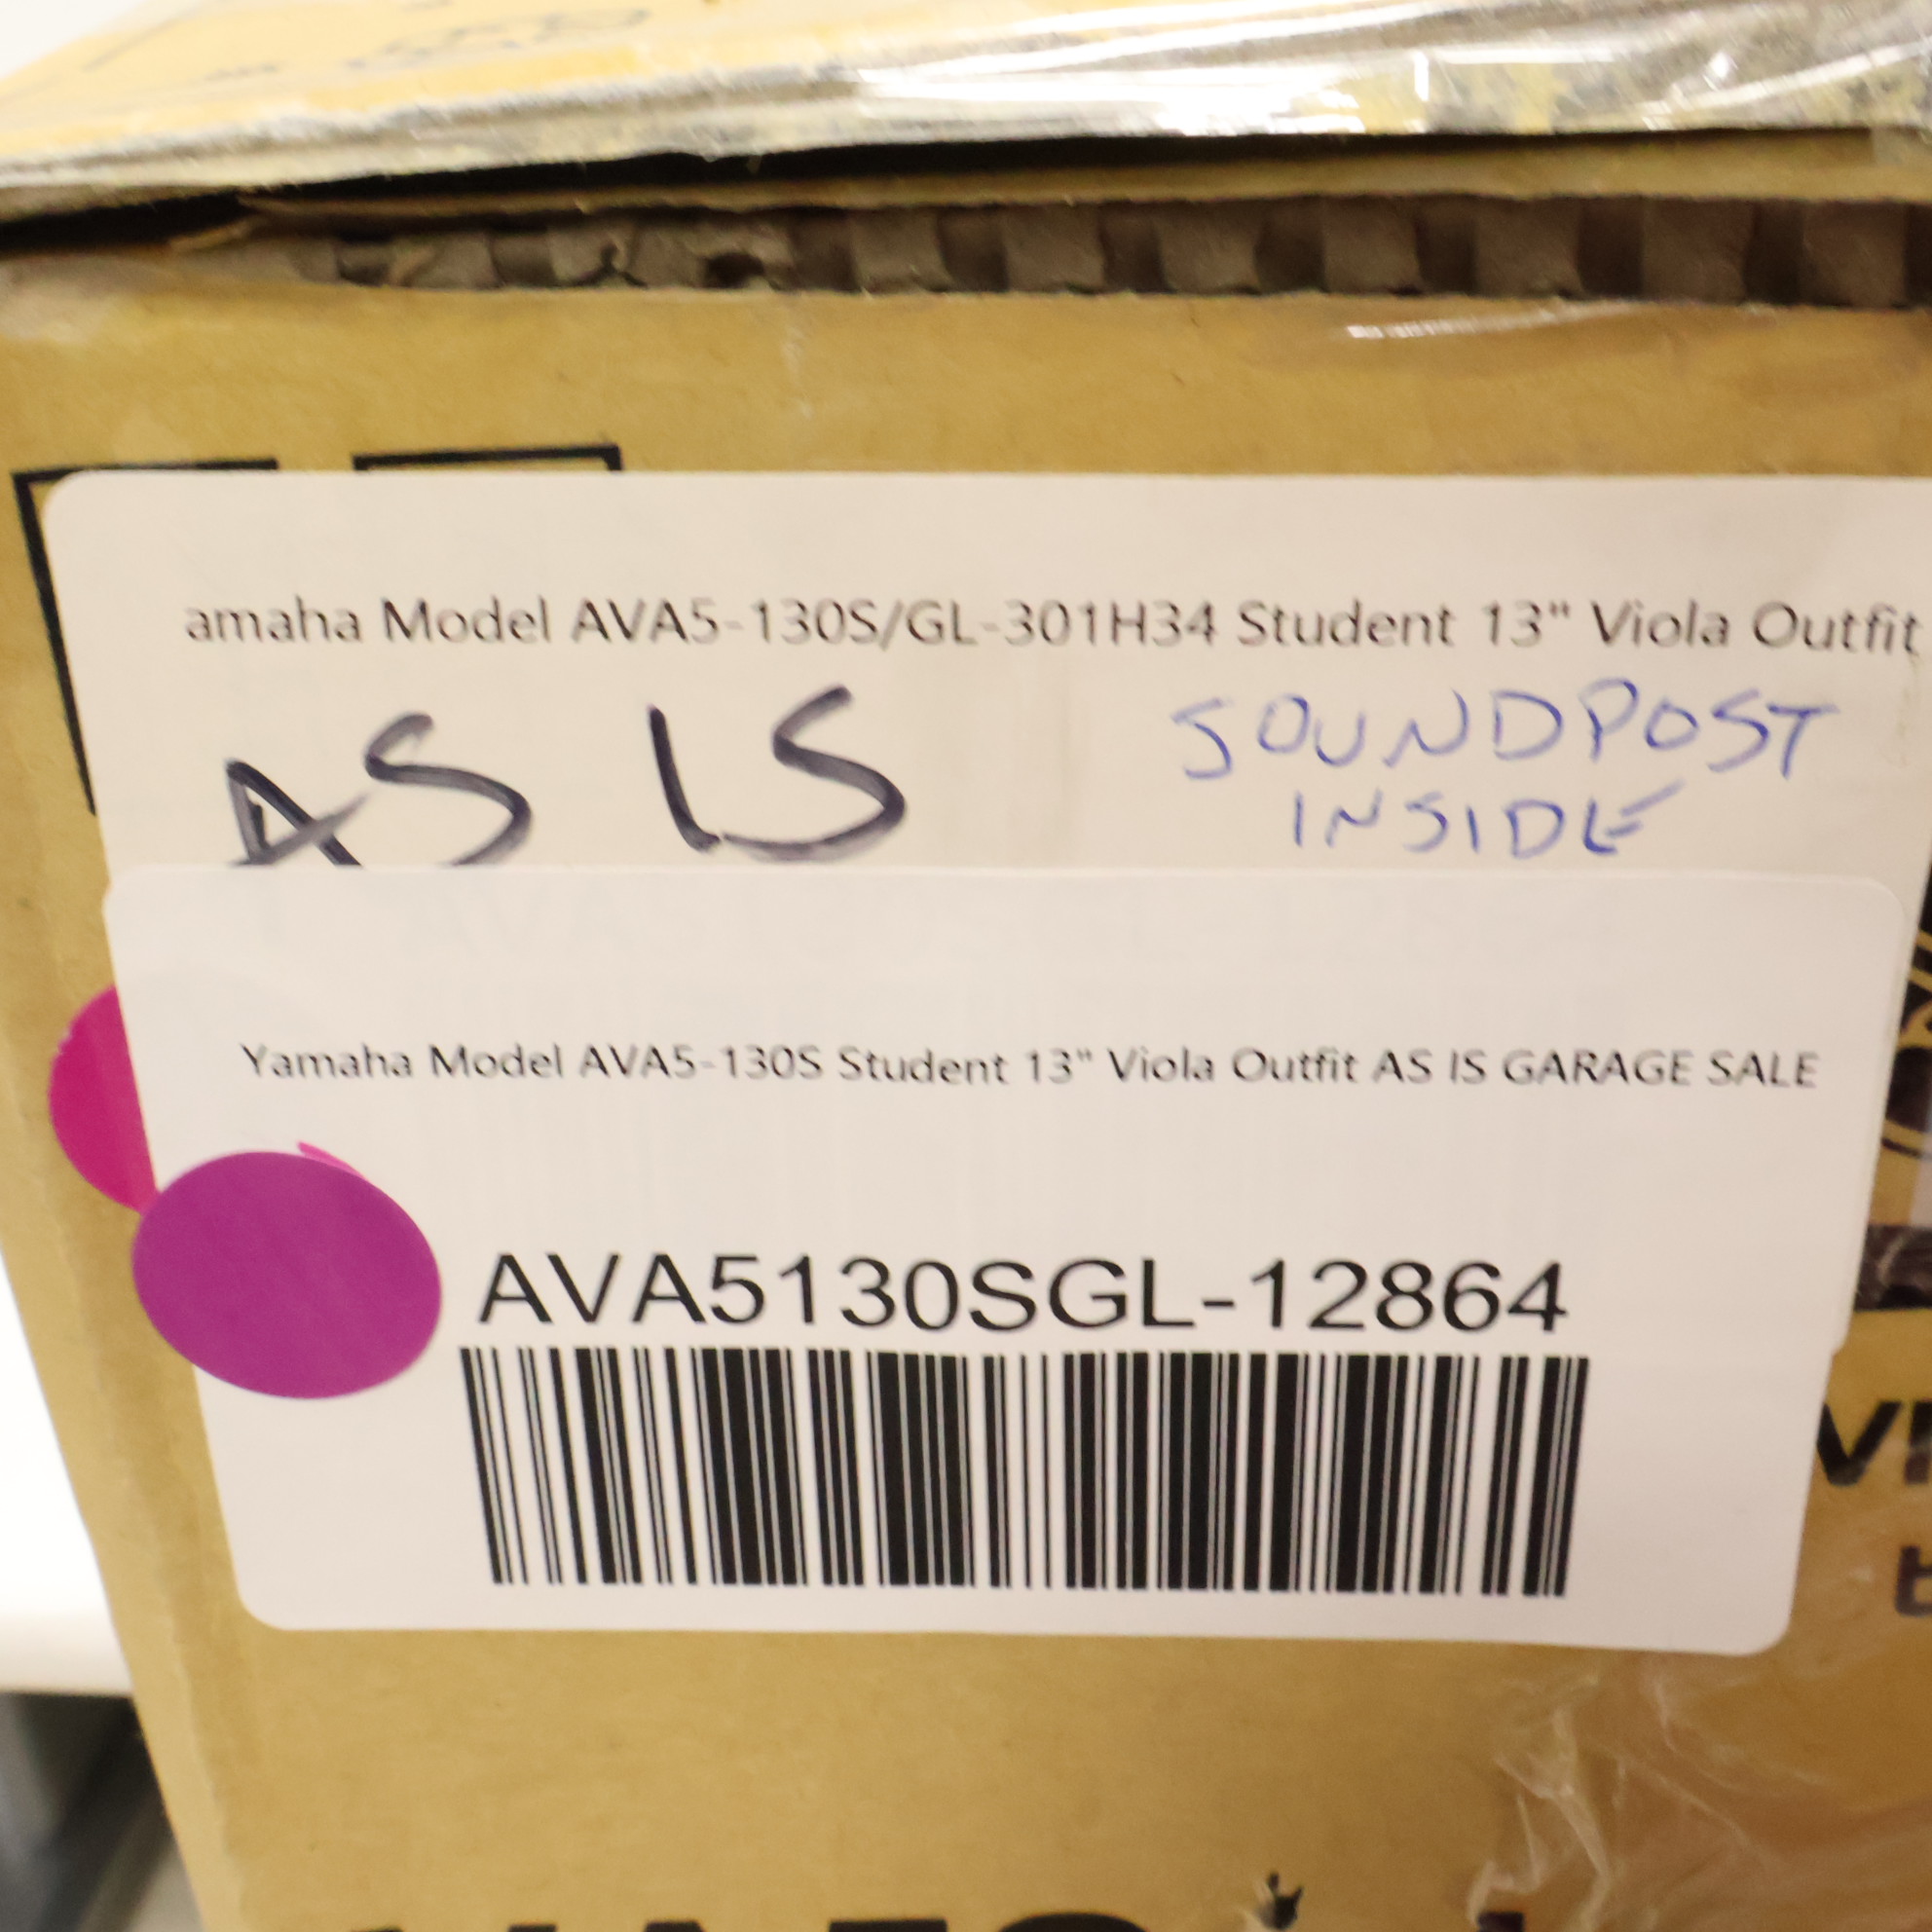 amaha Model AVA5-130S/GL-301H34 Student 13" Viola Outfit
AS IS
SOUNDPOST
INSIDE
Yamaha Model AVA5-130S Student 13" Viola Outfit AS IS GARAGE SALE
AVA5130SGL-12864